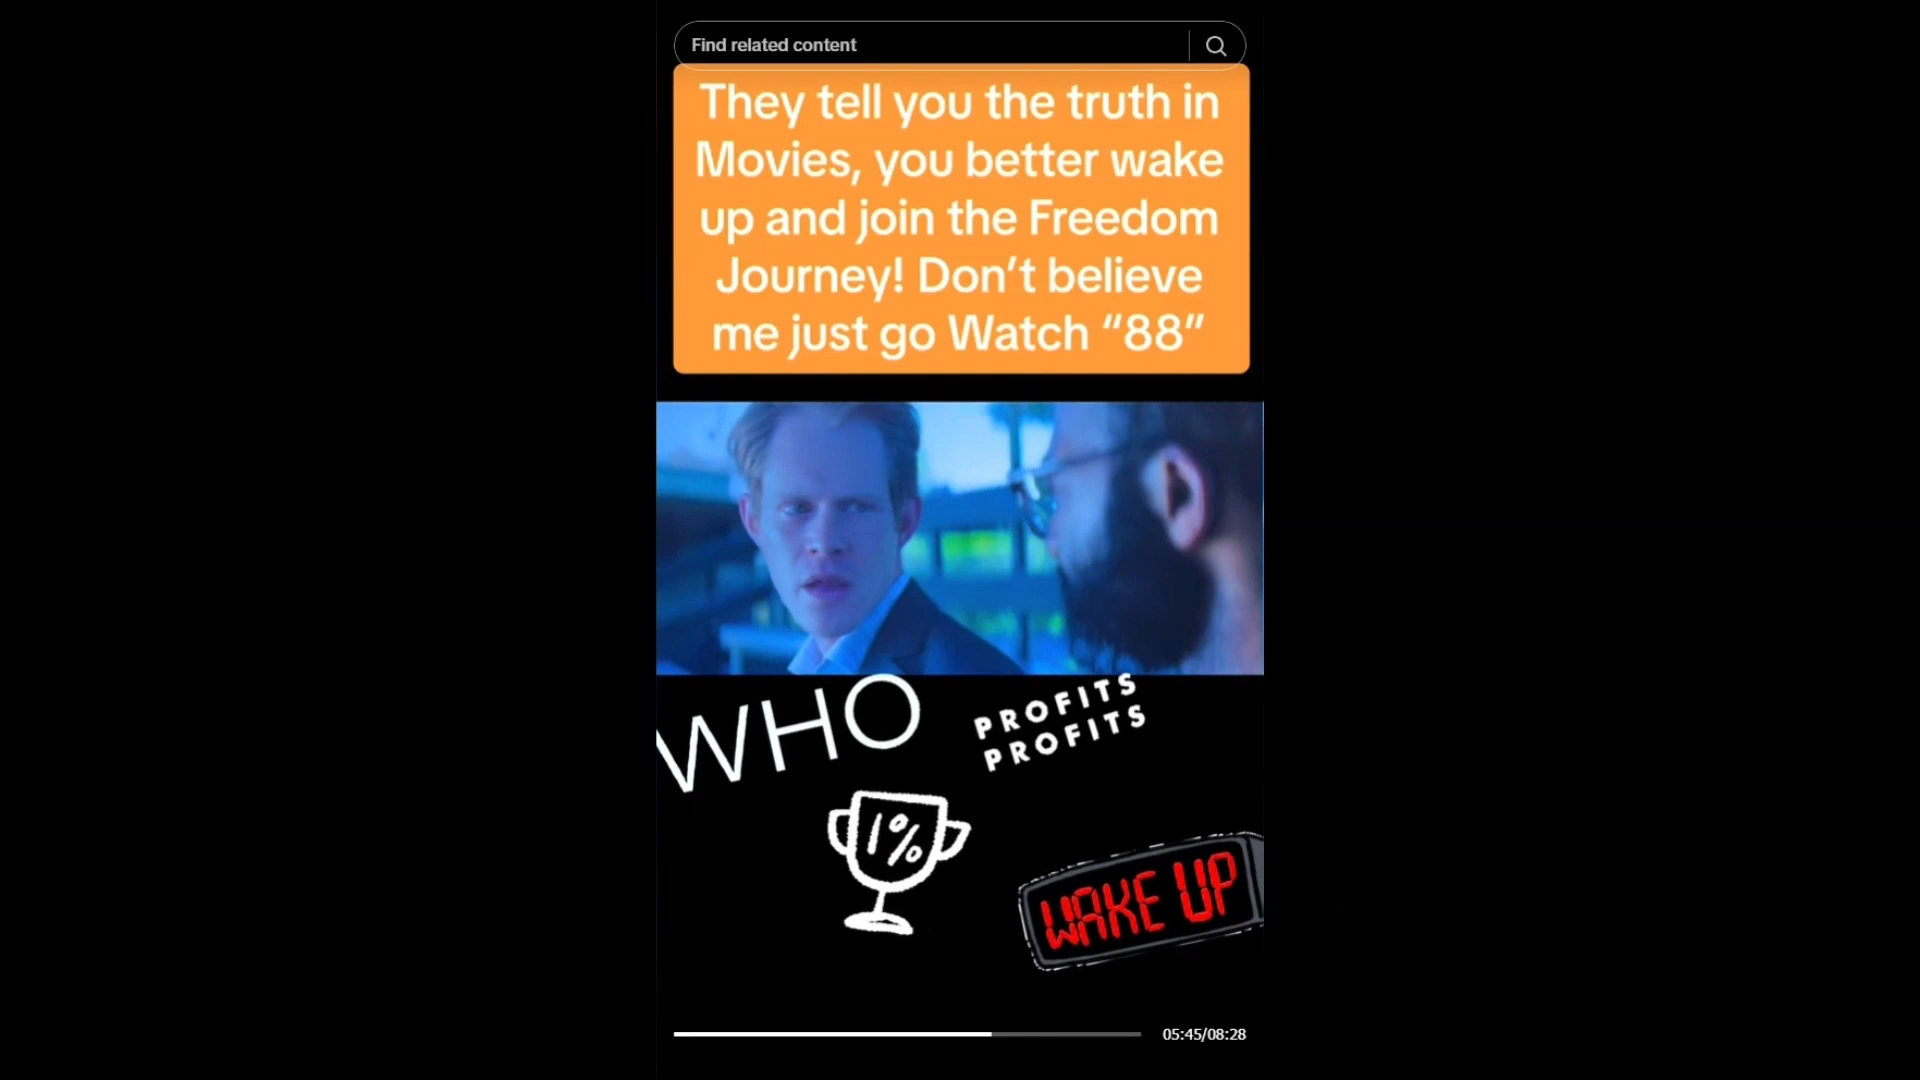 Find related content
They tell you the truth in
Movies, you better wake
up and join the Freedom
Journey! Don’t believe
me just go Watch “88”
WHO
PROFITS
PROFITS
1%
WAKE UP
05:45/08:28